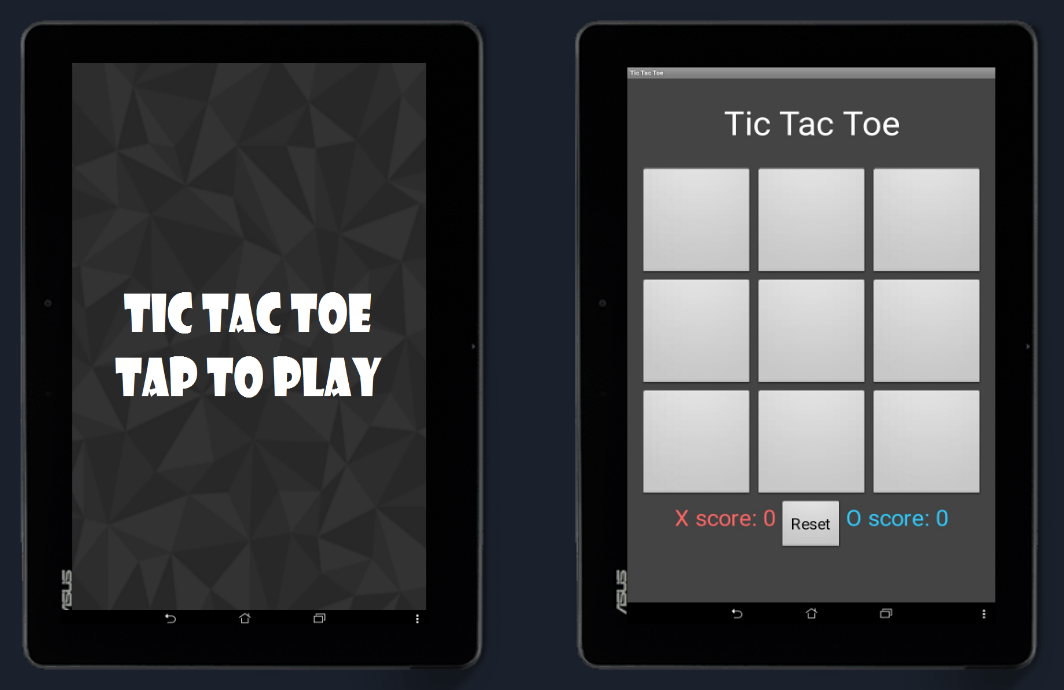 TIC TAC TOE
TAP TO PLAY
ASUS
Tic Tac Toe
Tic Tac Toe
X score: 0
Reset
O score: 0
ASUS